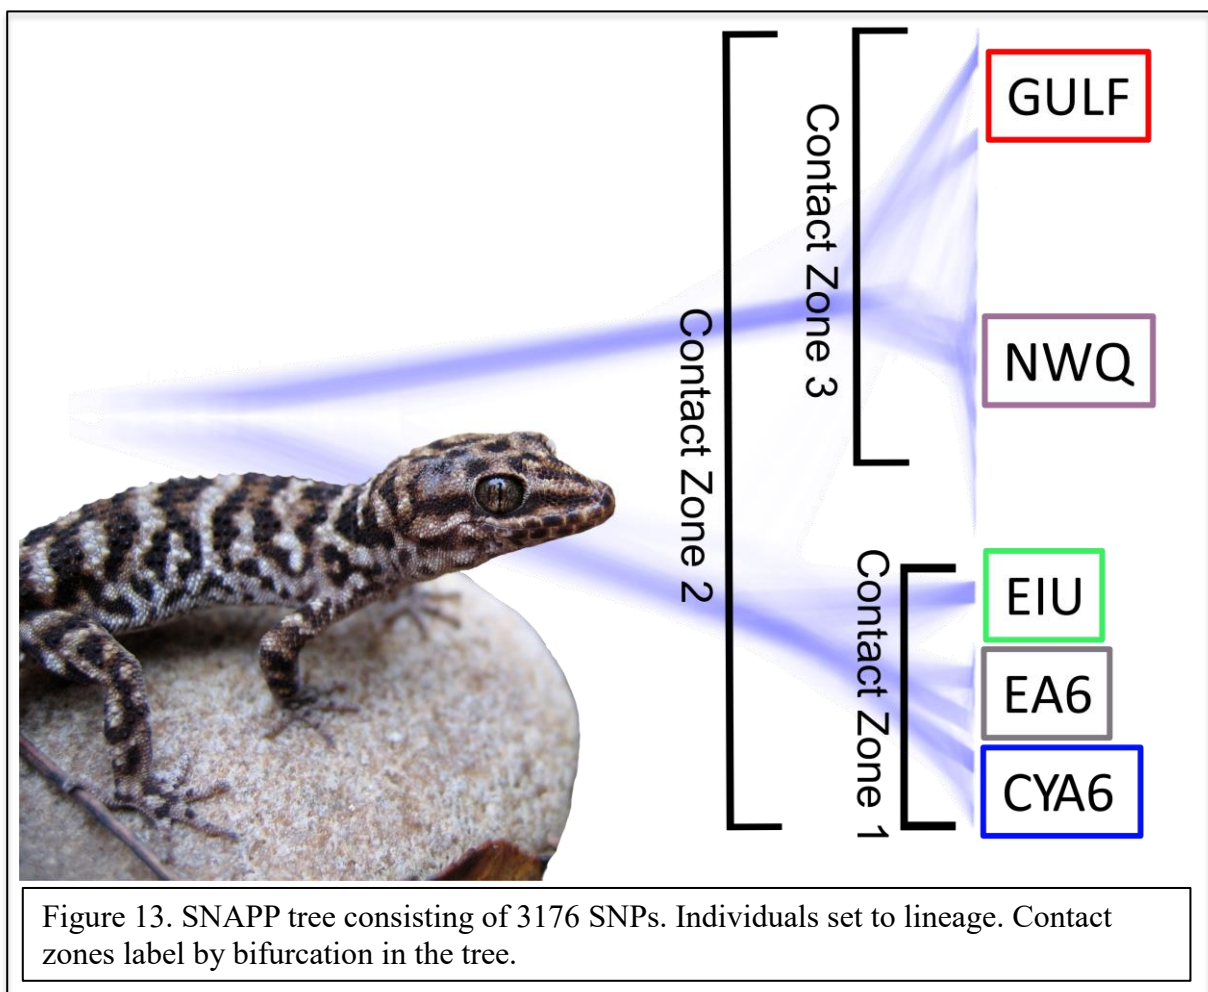 GULF
Contact Zone 3
NWQ
Contact Zone 2
EIU
Contact Zone 1
EA6
CYA6
Figure 13. SNAPP tree consisting of 3176 SNPs. Individuals set to lineage. Contact
zones label by bifurcation in the tree.